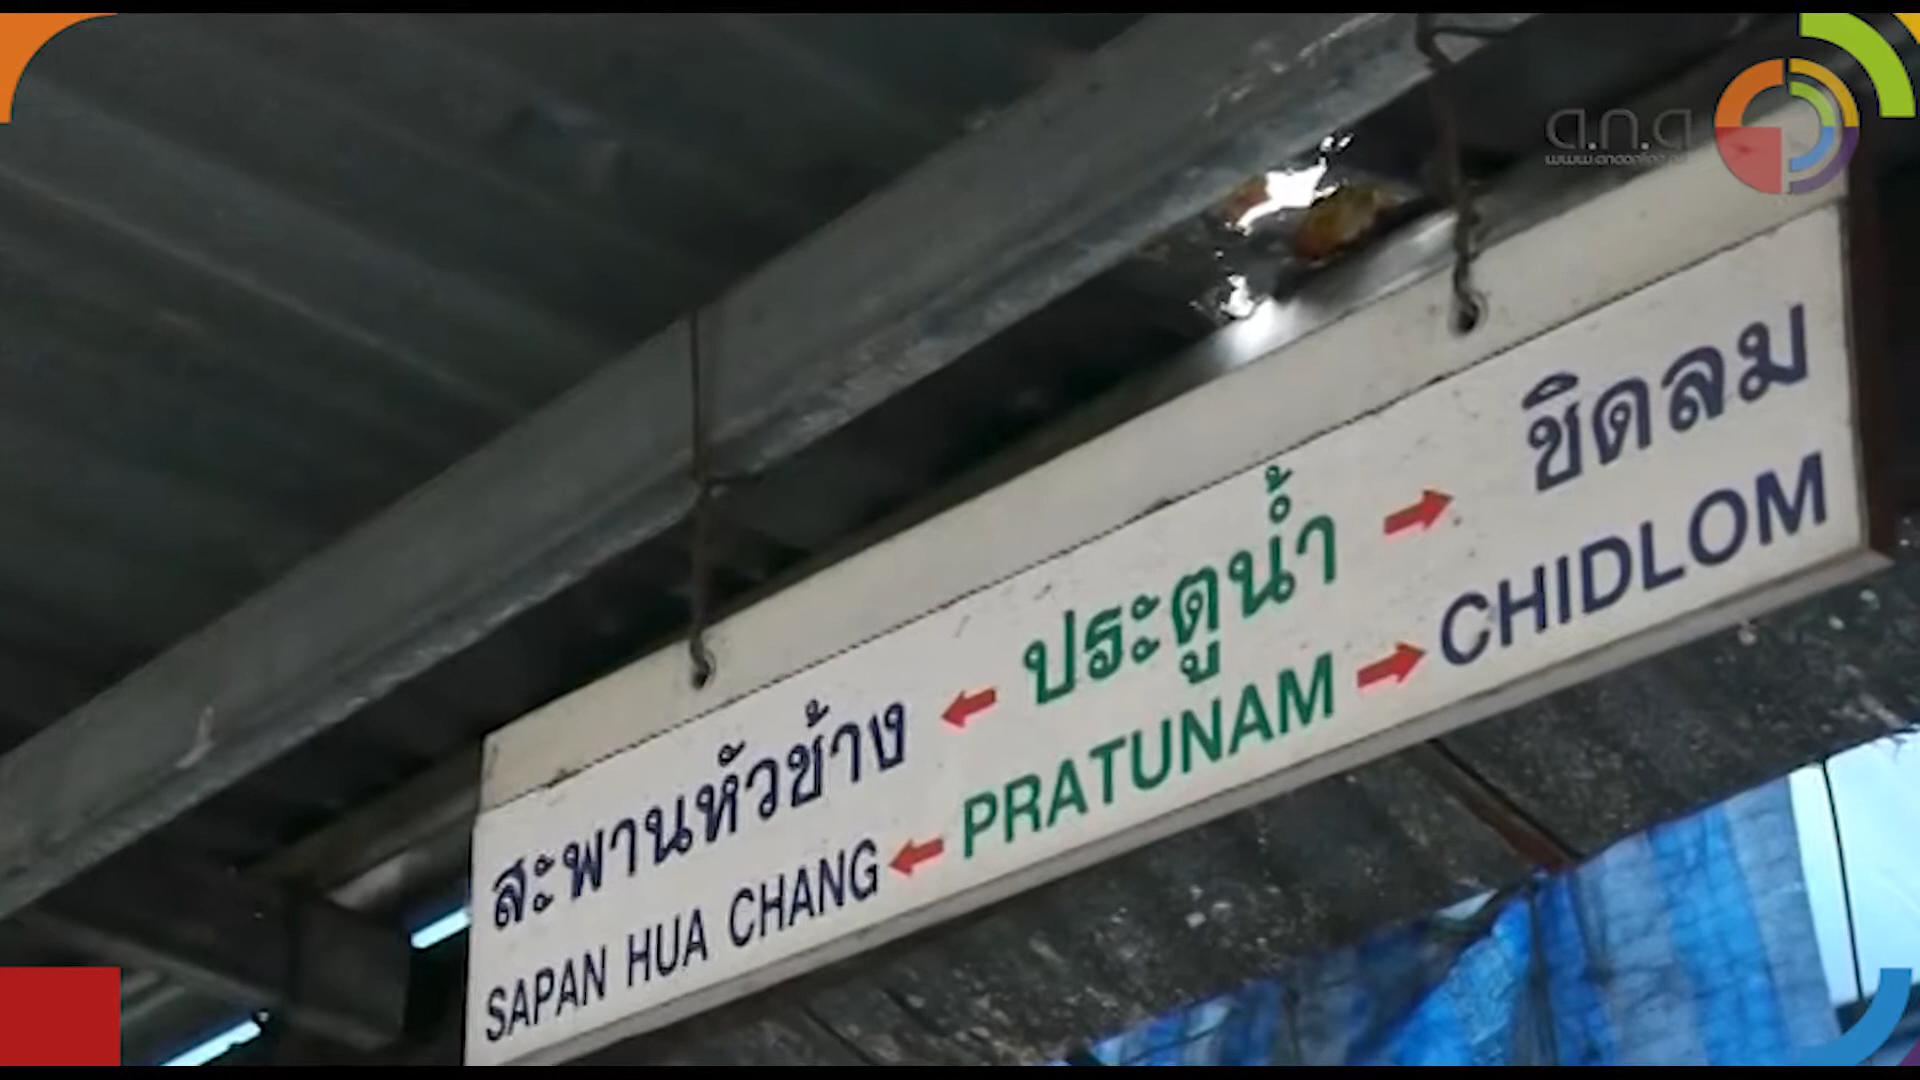 a.n.a
สะพานหัวช้าง ← ประตูน้ำ → ชิดลม
SAPAN HUA CHANG ← PRATUNAM → CHIDLOM